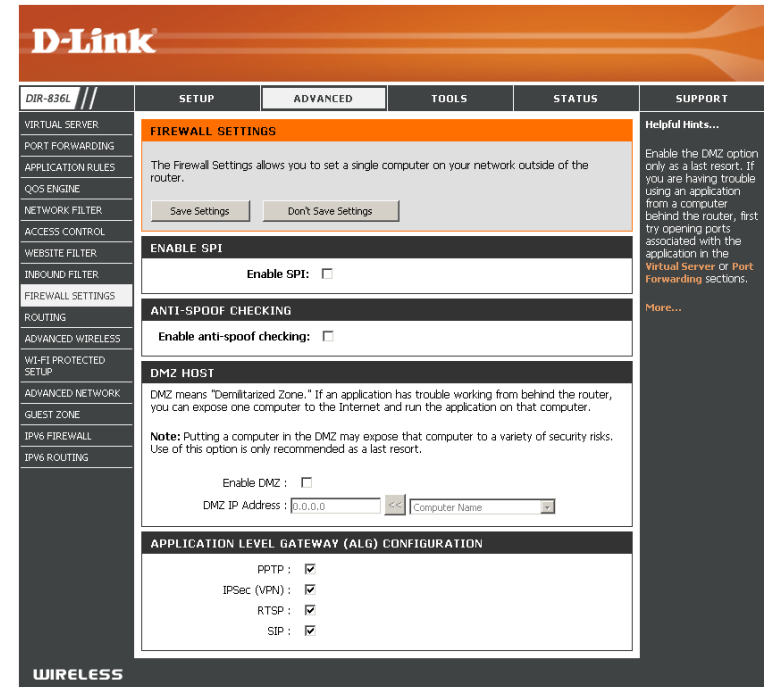 D-Link
DIR-836L
SETUP
ADVANCED
TOOLS
STATUS
SUPPORT
VIRTUAL SERVER
PORT FORWARDING
APPLICATION RULES
QOS ENGINE
NETWORK FILTER
ACCESS CONTROL
WEBSITE FILTER
INBOUND FILTER
FIREWALL SETTINGS
ROUTING
ADVANCED WIRELESS
WI-FI PROTECTED
SETUP
ADVANCED NETWORK
GUEST ZONE
IPV6 FIREWALL
IPV6 ROUTING
FIREWALL SETTINGS
The Firewall Settings allows you to set a single computer on your network outside of the
router.
Save Settings
Don't Save Settings
ENABLE SPI
Enable SPI:
ANTI-SPOOF CHECKING
Enable anti-spoof checking:
DMZ HOST
DMZ means "Demilitarized Zone." If an application has trouble working from behind the router,
you can expose one computer to the Internet and run the application on that computer.
Note: Putting a computer in the DMZ may expose that computer to a variety of security risks.
Use of this option is only recommended as a last resort.
Enable DMZ :
DMZ IP Address : 0.0.0.0 << Computer Name
APPLICATION LEVEL GATEWAY (ALG) CONFIGURATION
PPTP :
IPSec (VPN) :
RTSP :
SIP :
Helpful Hints...
Enable the DMZ option
only as a last resort. If
you are having trouble
using an application
from a computer
behind the router, first
try opening ports
associated with the
application in the
Virtual Server or Port
Forwarding sections.
More...
WIRELESS